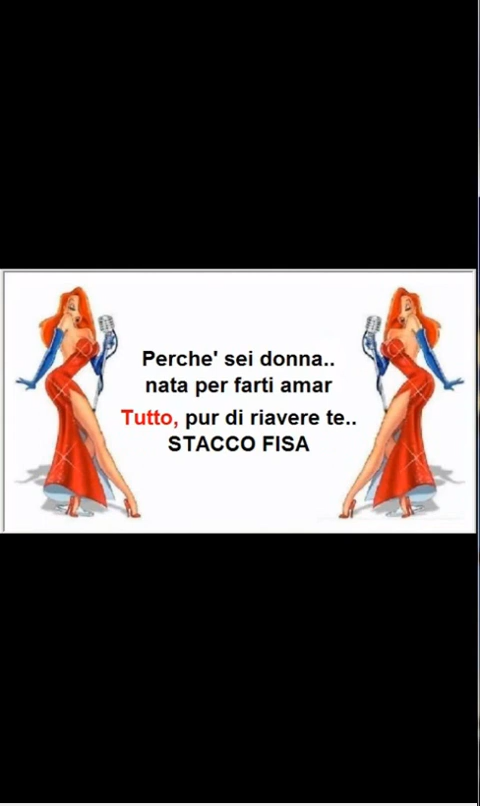 Perche' sei donna..
nata per farti amar
Tutto, pur di riavere te..
STACCO FISA